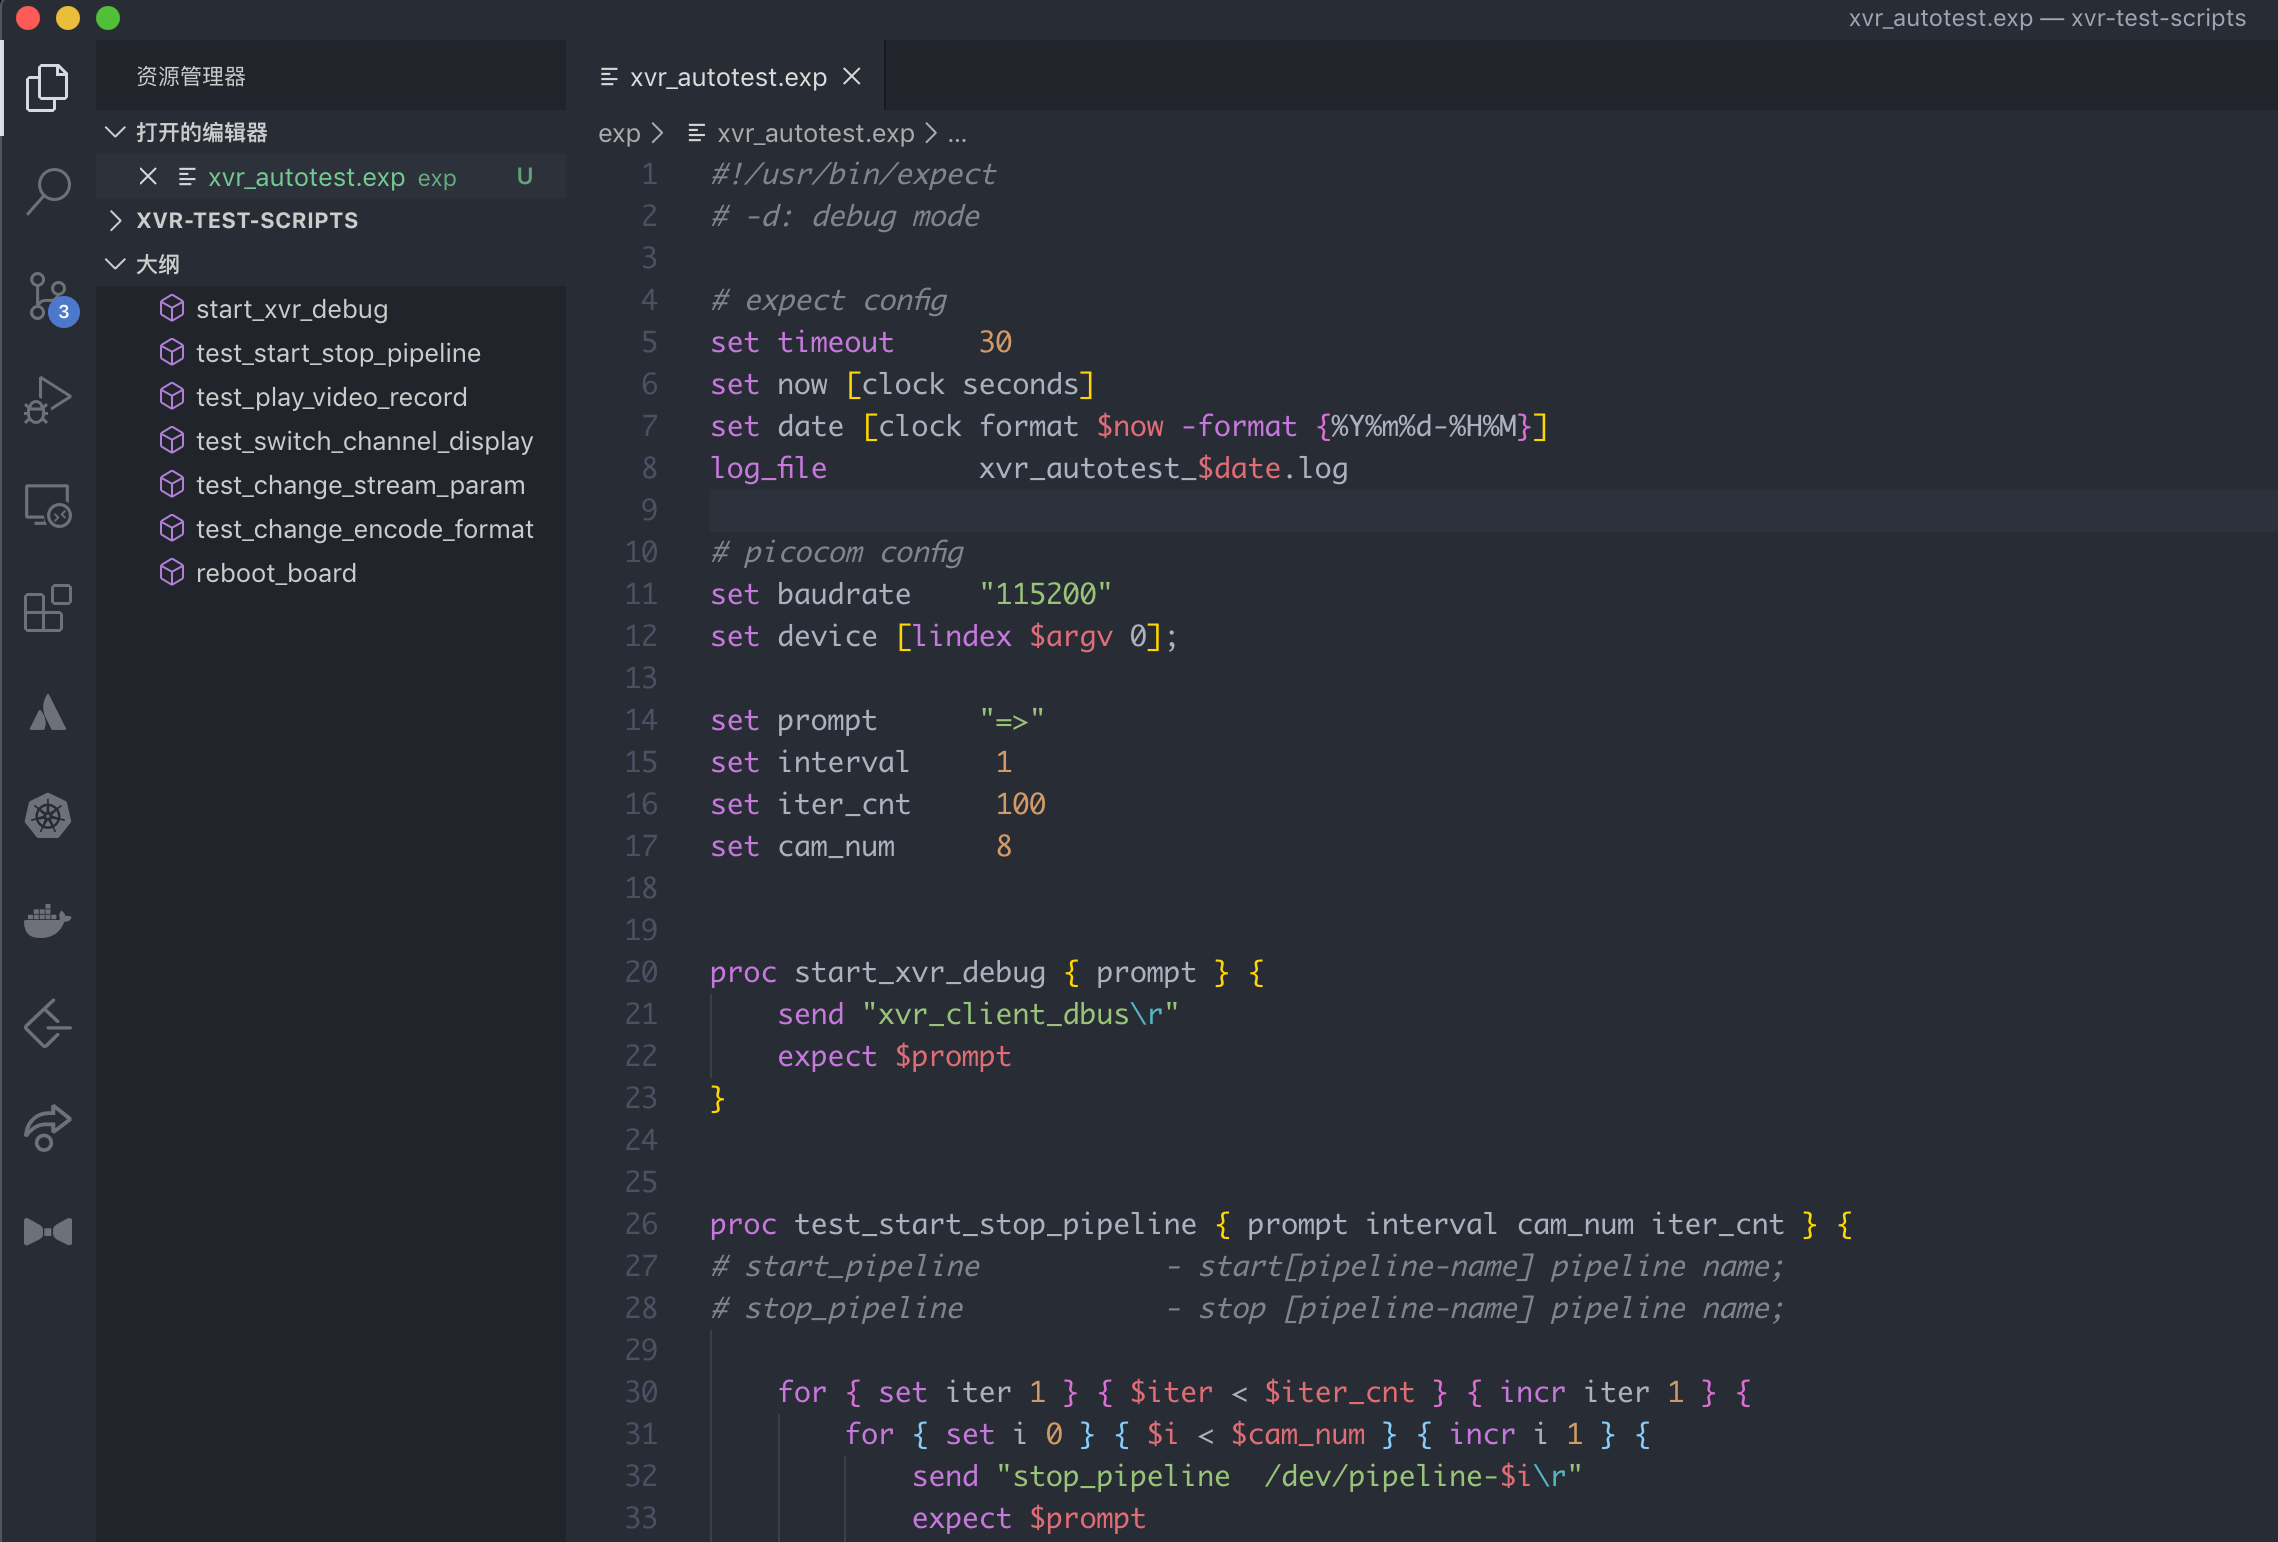 xvr_autotest.exp — xvr-test-scripts
资源管理器
打开的编辑器
xvr_autotest.exp exp U
XVR-TEST-SCRIPTS
3
大纲
start_xvr_debug
test_start_stop_pipeline
test_play_video_record
test_switch_channel_display
test_change_stream_param
test_change_encode_format
reboot_board
xvr_autotest.exp
exp > xvr_autotest.exp > ...
1 #!/usr/bin/expect
2 # -d: debug mode
3
4 # expect config
5 set timeout     30
6 set now [clock seconds]
7 set date [clock format $now -format {%Y%m%d-%H%M}]
8 log_file         xvr_autotest_$date.log
9
10 # picocom config
11 set baudrate    "115200"
12 set device [lindex $argv 0];
13
14 set prompt      "=>"
15 set interval     1
16 set iter_cnt     100
17 set cam_num      8
18
19
20 proc start_xvr_debug { prompt } {
21     send "xvr_client_dbus\r"
22     expect $prompt
23 }
24
25
26 proc test_start_stop_pipeline { prompt interval cam_num iter_cnt } {
27 # start_pipeline           - start[pipeline-name] pipeline name;
28 # stop_pipeline            - stop [pipeline-name] pipeline name;
29
30     for { set iter 1 } { $iter < $iter_cnt } { incr iter 1 } {
31         for { set i 0 } { $i < $cam_num } { incr i 1 } {
32             send "stop_pipeline  /dev/pipeline-$i\r"
33             expect $prompt